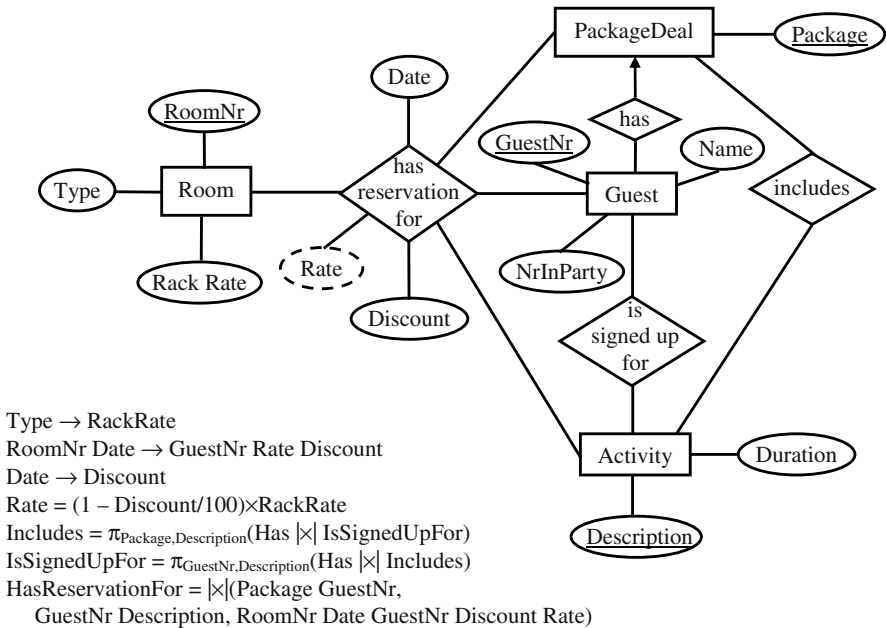 PackageDeal
Package
Date
has
RoomNr
GuestNr
Name
has
reservation
for
Type
Room
Guest
includes
Rate
Rack Rate
NrInParty
Discount
is
signed up
for
Type → RackRate
RoomNr Date → GuestNr Rate Discount
Date → Discount
Rate = (1 – Discount/100)×RackRate
Includes = πPackage,Description(Has |×| IsSignedUpFor)
IsSignedUpFor = πGuestNr,Description(Has |×| Includes)
HasReservationFor = |×|(Package GuestNr,
GuestNr Description, RoomNr Date GuestNr Discount Rate)
Activity
Duration
Description